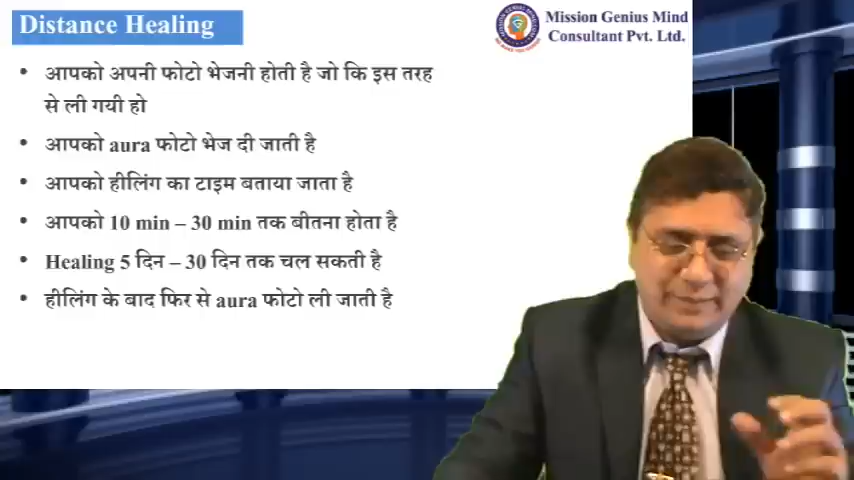 Distance Healing
Mission Genius Mind
Consultant Pvt. Ltd.
• आपको अपनी फोटो भेजनी होती है जो कि इस तरह
से ली गयी हो
• आपको aura फोटो भेज दी जाती है
• आपको हीलिंग का टाइम बताया जाता है
• आपको 10 min – 30 min तक बीतना होता है
• Healing 5 दिन – 30 दिन तक चल सकती है
• हीलिंग के बाद फिर से aura फोटो ली जाती है